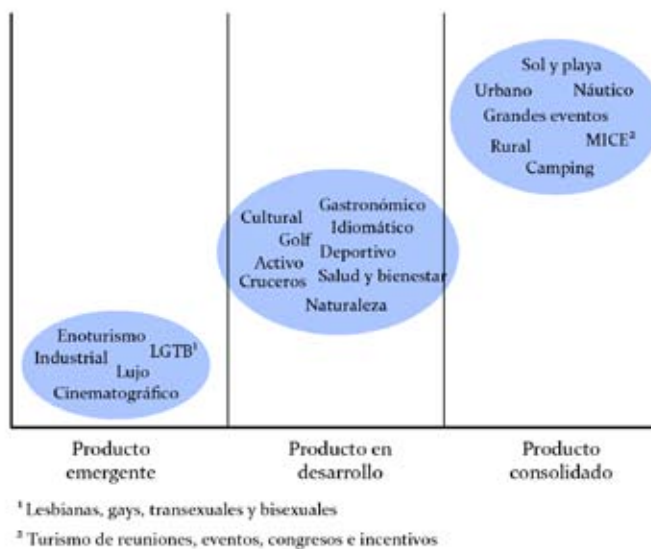 Sol y playa
Urbano Náutico
Grandes eventos
Rural MICE²
Camping
Cultural Gastronómico
Idiomático
Golf
Deportivo
Activo
Cruceros Salud y bienestar
Naturaleza
Enoturismo
Industrial LGTB¹
Lujo
Cinematográfico
Producto emergente
Producto en desarrollo
Producto consolidado
¹ Lesbianas, gays, transexuales y bisexuales
² Turismo de reuniones, eventos, congresos e incentivos